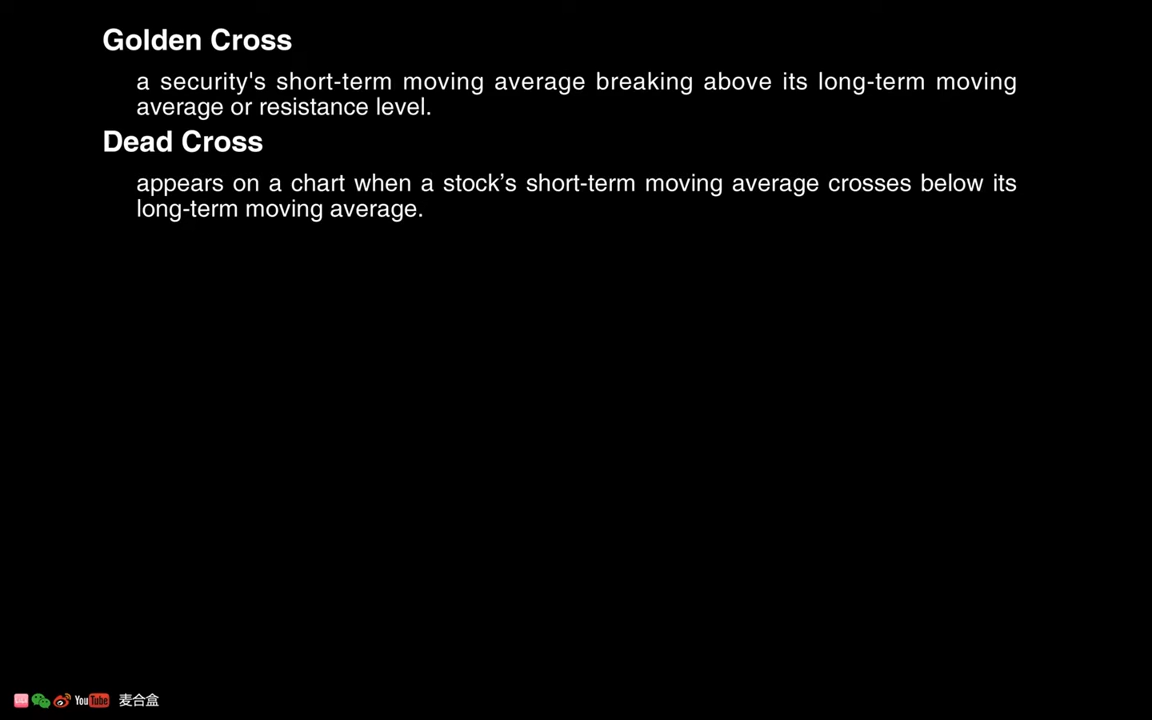 Golden Cross
a security's short-term moving average breaking above its long-term moving
average or resistance level.
Dead Cross
appears on a chart when a stock’s short-term moving average crosses below its
long-term moving average.
YouTube 麦合盒